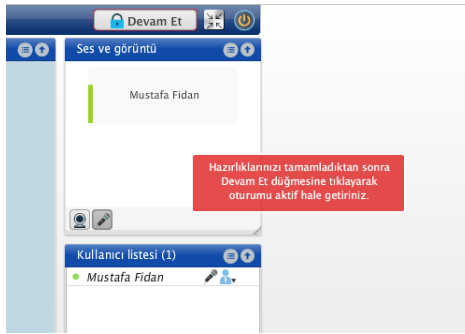 Devam Et
Ses ve görüntü
Mustafa Fidan
Hazırlıklarınızı tamamladıktan sonra
Devam Et düğmesine tıklayarak
oturumu aktif hale getiriniz.
Kullanıcı listesi (1)
Mustafa Fidan